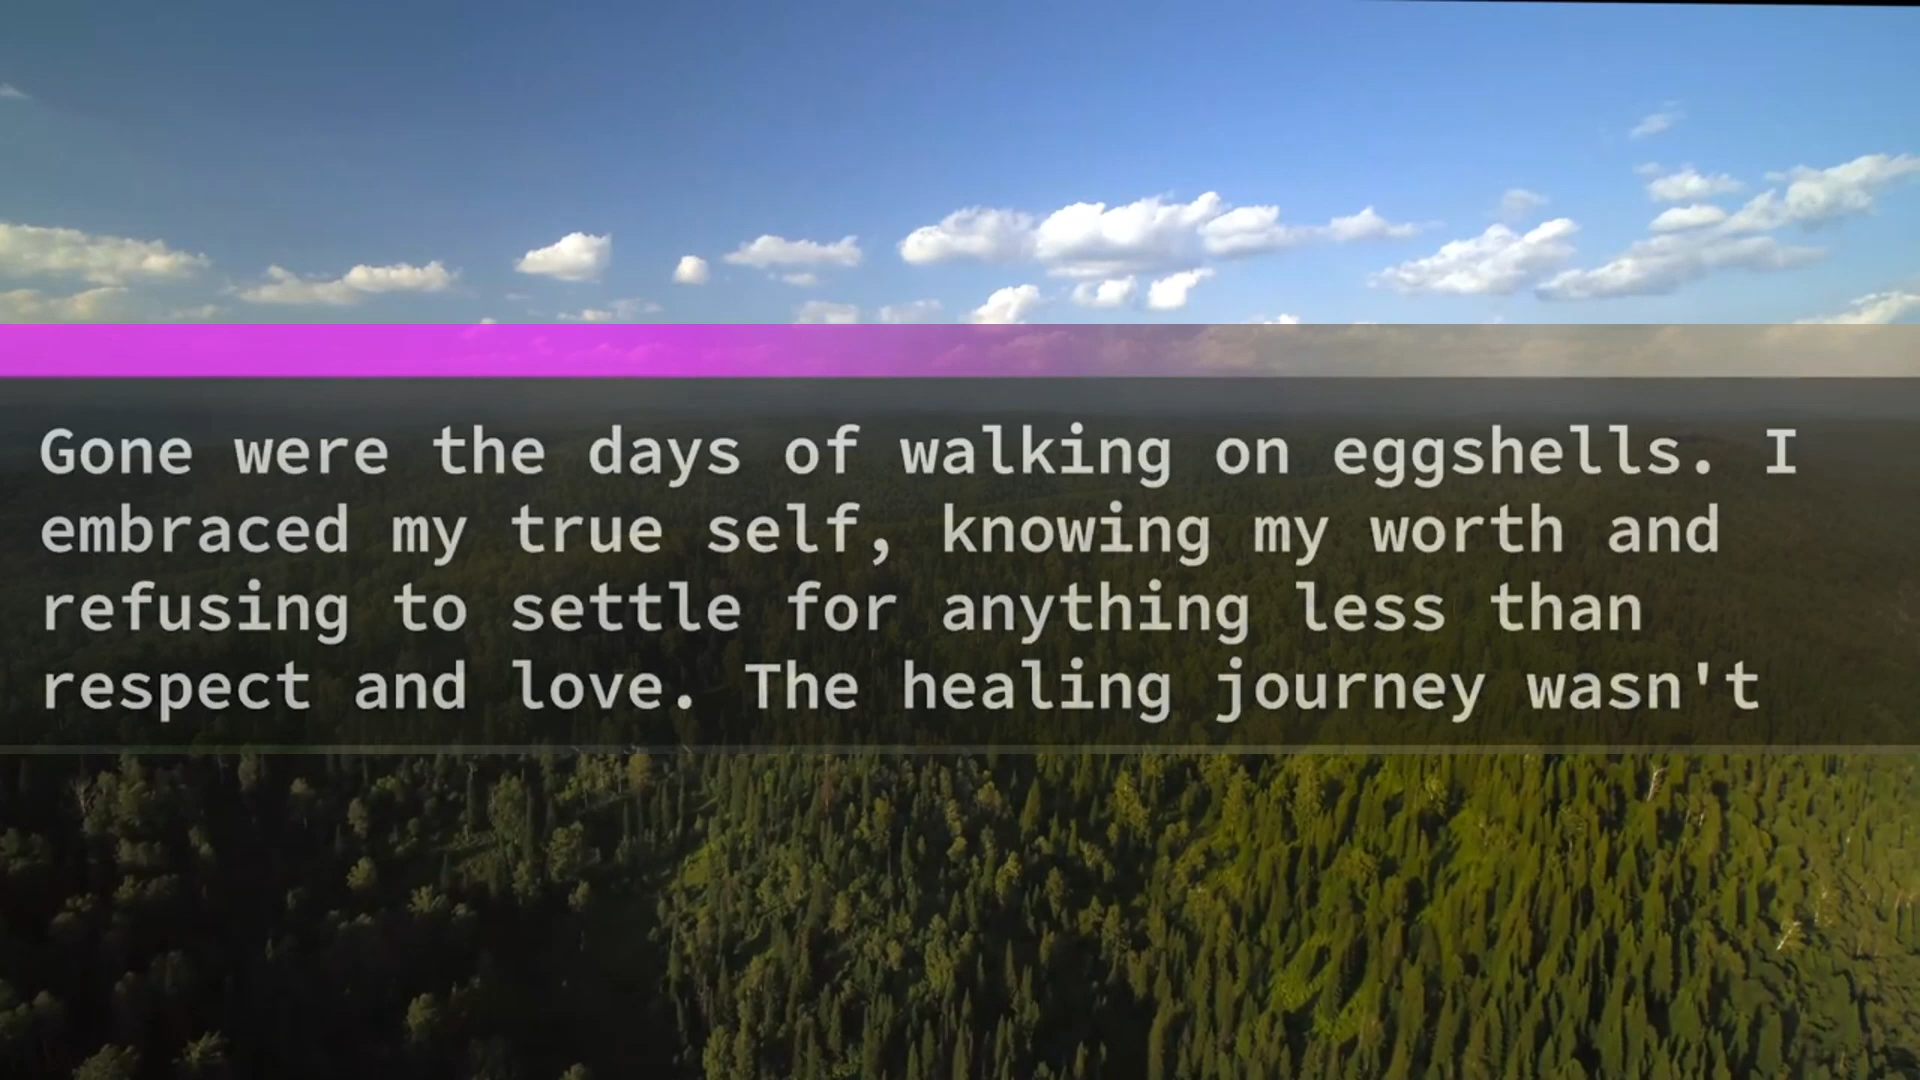 Gone were the days of walking on eggshells. I
embraced my true self, knowing my worth and
refusing to settle for anything less than
respect and love. The healing journey wasn't